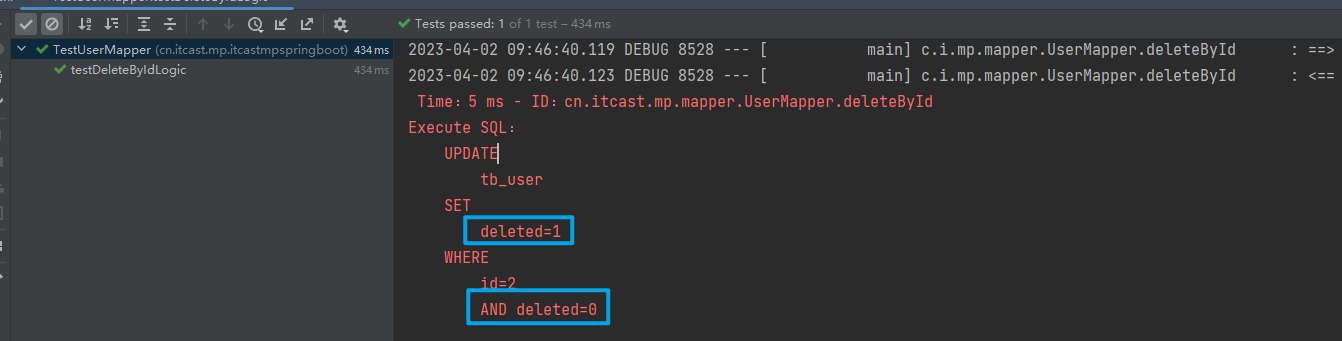 Tests passed: 1 of 1 test – 434 ms
TestUserMapper (cn.itcast.mp.itcastmpspringboot) 434 ms
testDeleteByIdLogic 434 ms
2023-04-02 09:46:40.119 DEBUG 8528 --- [           main] c.i.mp.mapper.UserMapper.deleteById      : ==>
2023-04-02 09:46:40.123 DEBUG 8528 --- [           main] c.i.mp.mapper.UserMapper.deleteById      : <==
Time：5 ms - ID：cn.itcast.mp.mapper.UserMapper.deleteById
Execute SQL：
UPDATE
tb_user
SET
deleted=1
WHERE
id=2
AND deleted=0